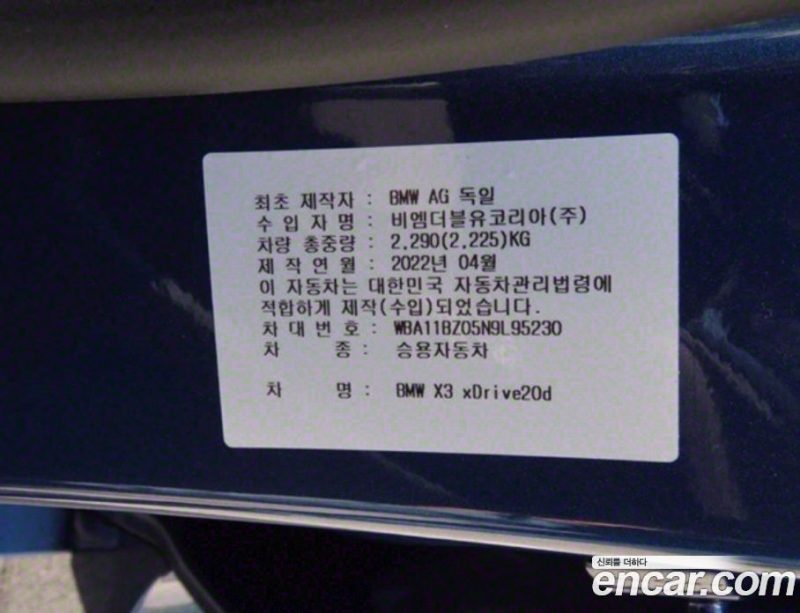 최초 제작자 : BMW AG 독일
수 입 자 명 : 비엠더블유코리아(주)
차량 총중량 : 2.290(2.225)KG
제 작 연 월 : 2022년 04월
이 자동차는 대한민국 자동차관리법령에
적합하게 제작(수입)되었습니다.
차 대 번 호 : WBA11BZ05N9L95230
차 종 : 승용자동차
차 명 : BMW X3 xDrive20d
신뢰를 더하다
encar.com